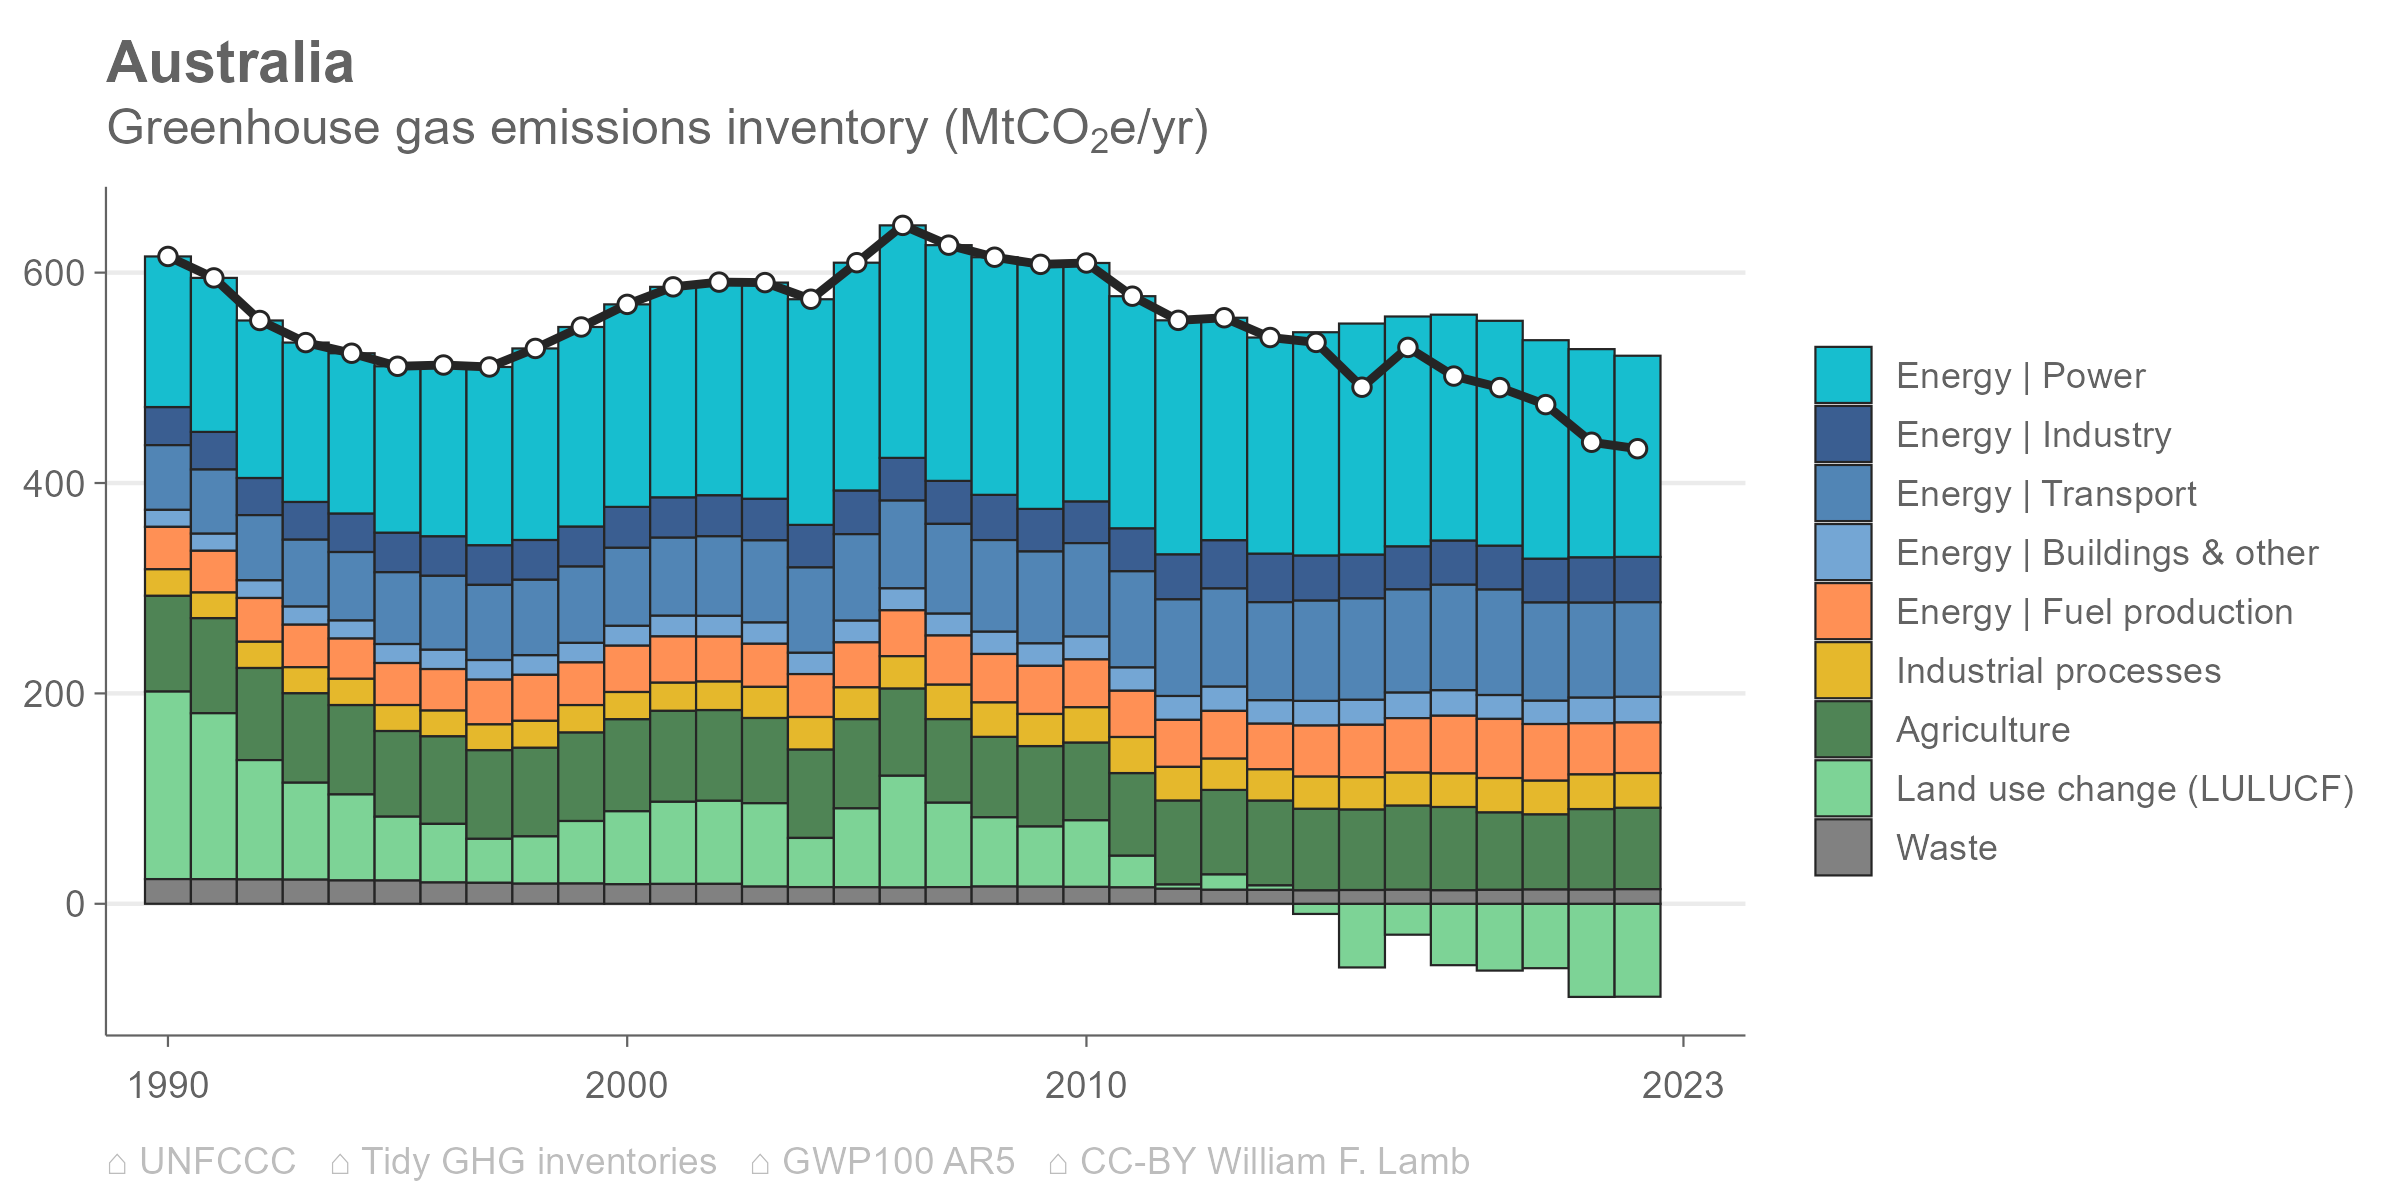 Australia
Greenhouse gas emissions inventory (MtCO₂e/yr)
600
400
200
0
1990 2000 2010 2023
Energy | Power
Energy | Industry
Energy | Transport
Energy | Buildings & other
Energy | Fuel production
Industrial processes
Agriculture
Land use change (LULUCF)
Waste
⌂ UNFCCC ⌂ Tidy GHG inventories ⌂ GWP100 AR5 ⌂ CC-BY William F. Lamb